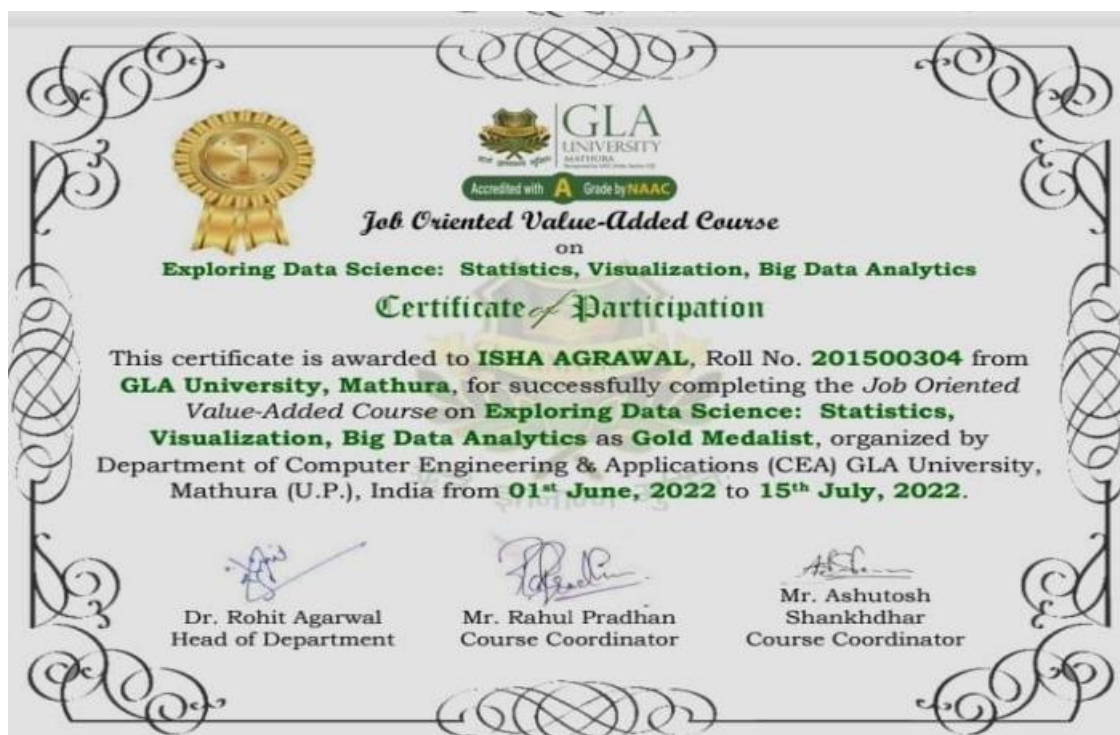 GLA
UNIVERSITY
MATHURA
Accredited with A Grade by NAAC
Job Oriented Value-Added Course
on
Exploring Data Science: Statistics, Visualization, Big Data Analytics
Certificate of Participation
This certificate is awarded to ISHA AGRAWAL, Roll No. 201500304 from
GLA University, Mathura, for successfully completing the Job Oriented
Value-Added Course on Exploring Data Science: Statistics,
Visualization, Big Data Analytics as Gold Medalist, organized by
Department of Computer Engineering & Applications (CEA) GLA University,
Mathura (U.P.), India from 01st June, 2022 to 15th July, 2022.
Dr. Rohit Agarwal
Head of Department
Mr. Rahul Pradhan
Course Coordinator
Mr. Ashutosh
Shankhdhar
Course Coordinator